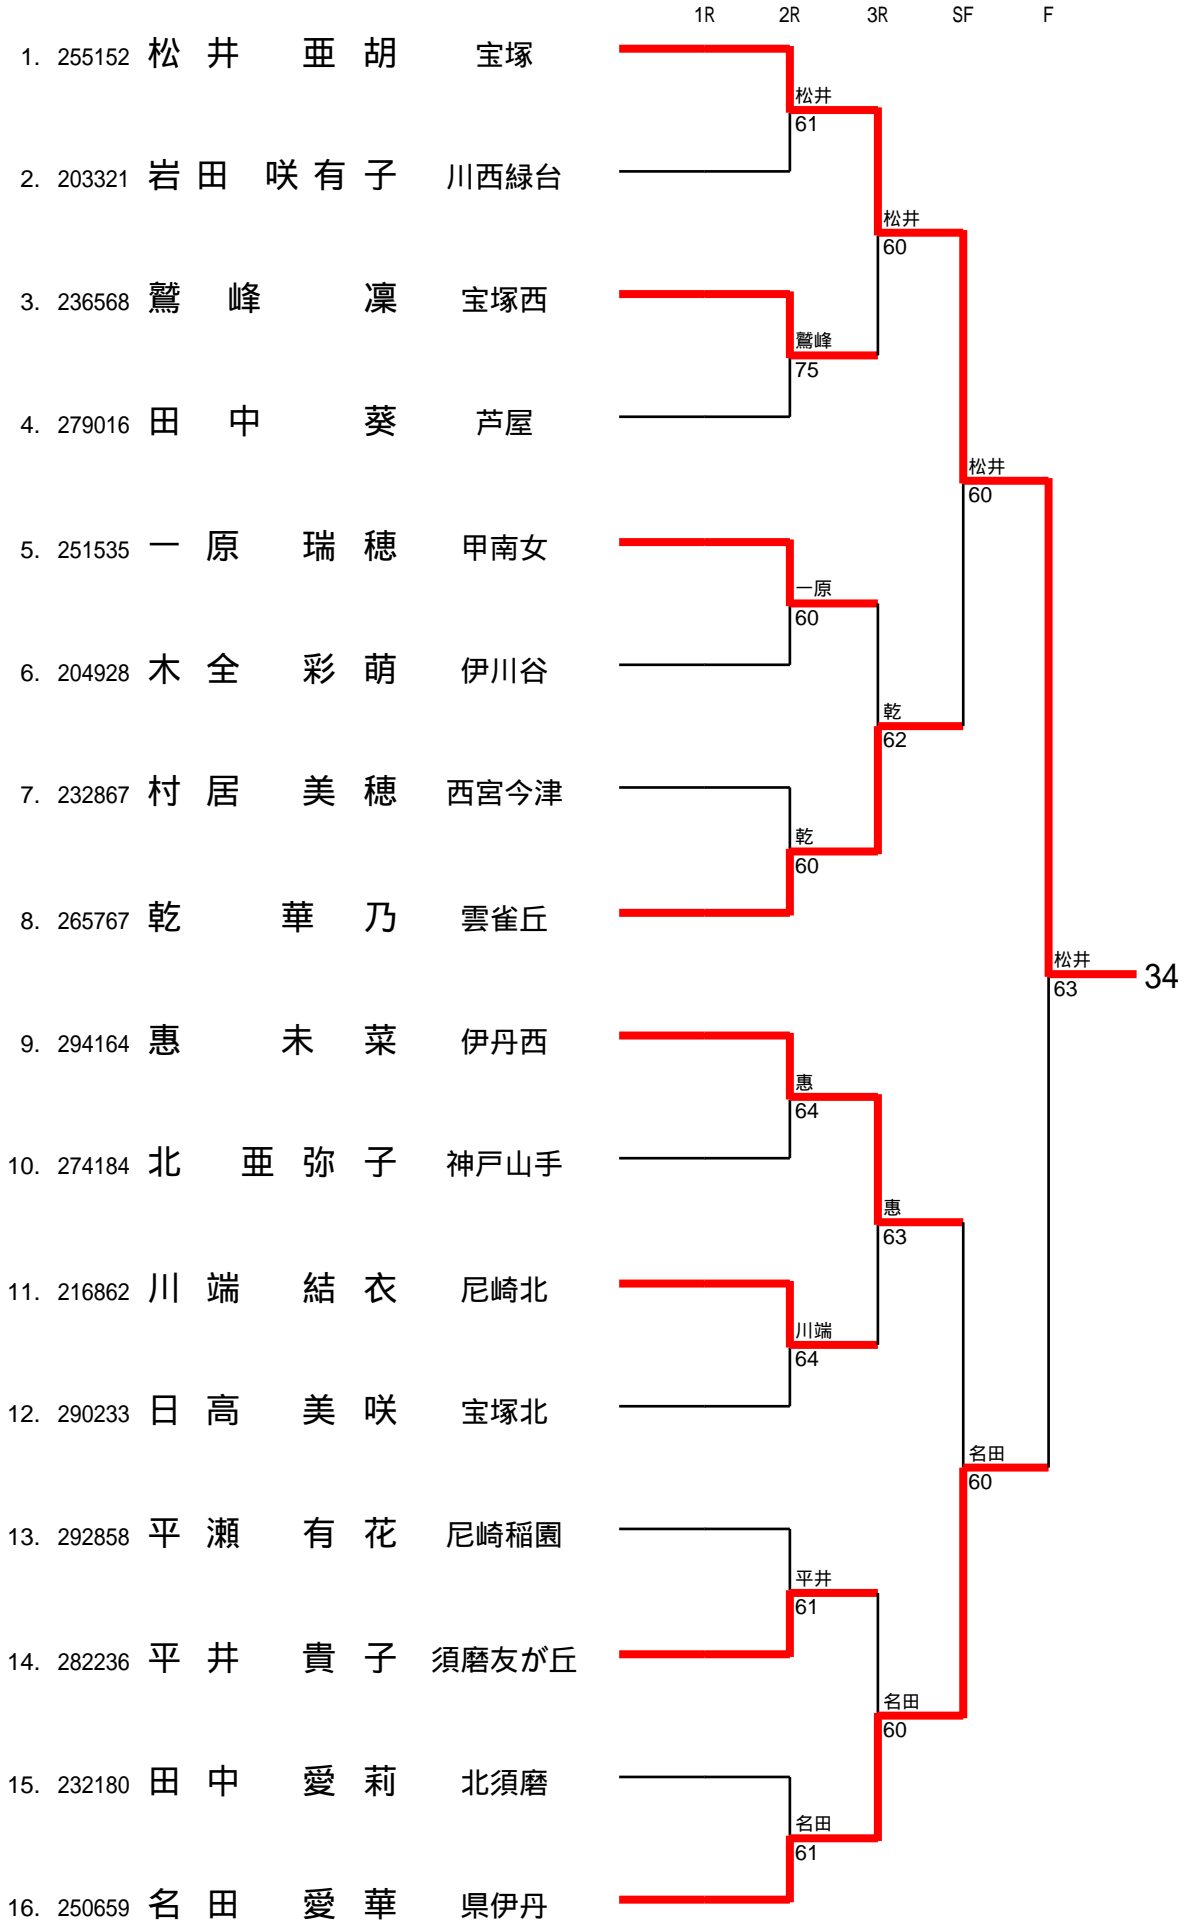 1R 2R 3R SF F
1. 255152 松井 亜胡 宝塚
松井
61
2. 203321 岩田 咲有子 川西緑台
松井
60
3. 236568 鷲峰 凜 宝塚西
鷲峰
75
4. 279016 田中 葵 芦屋
松井
60
5. 251535 一原 瑞穂 甲南女
一原
60
6. 204928 木全 彩萌 伊川谷
乾
62
7. 232867 村居 美穂 西宮今津
乾
60
8. 265767 乾 華乃 雲雀丘
松井
63
34
9. 294164 惠 未菜 伊丹西
惠
64
10. 274184 北 亜弥子 神戸山手
惠
63
11. 216862 川端 結衣 尼崎北
川端
64
12. 290233 日高 美咲 宝塚北
名田
60
13. 292858 平瀬 有花 尼崎稲園
平井
61
14. 282236 平井 貴子 須磨友が丘
名田
60
15. 232180 田中 愛莉 北須磨
名田
61
16. 250659 名田 愛華 県伊丹